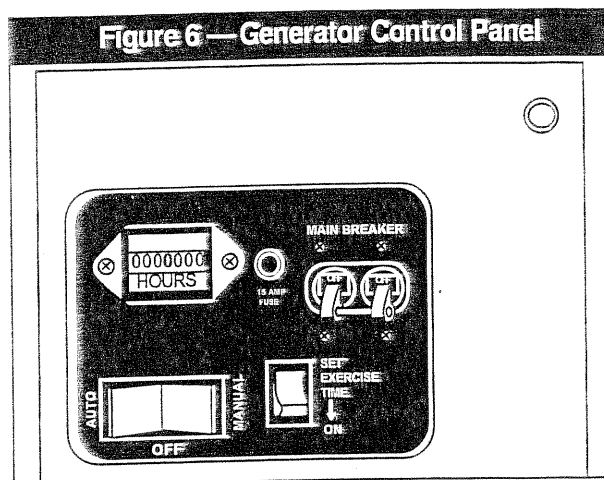 Figure 6 — Generator Control Panel
MAIN BREAKER
0000000
HOURS
15 AMP
FUSE
OFF
OFF
SET
EXERCISE
TIME
ON
AUTO
MANUAL
OFF